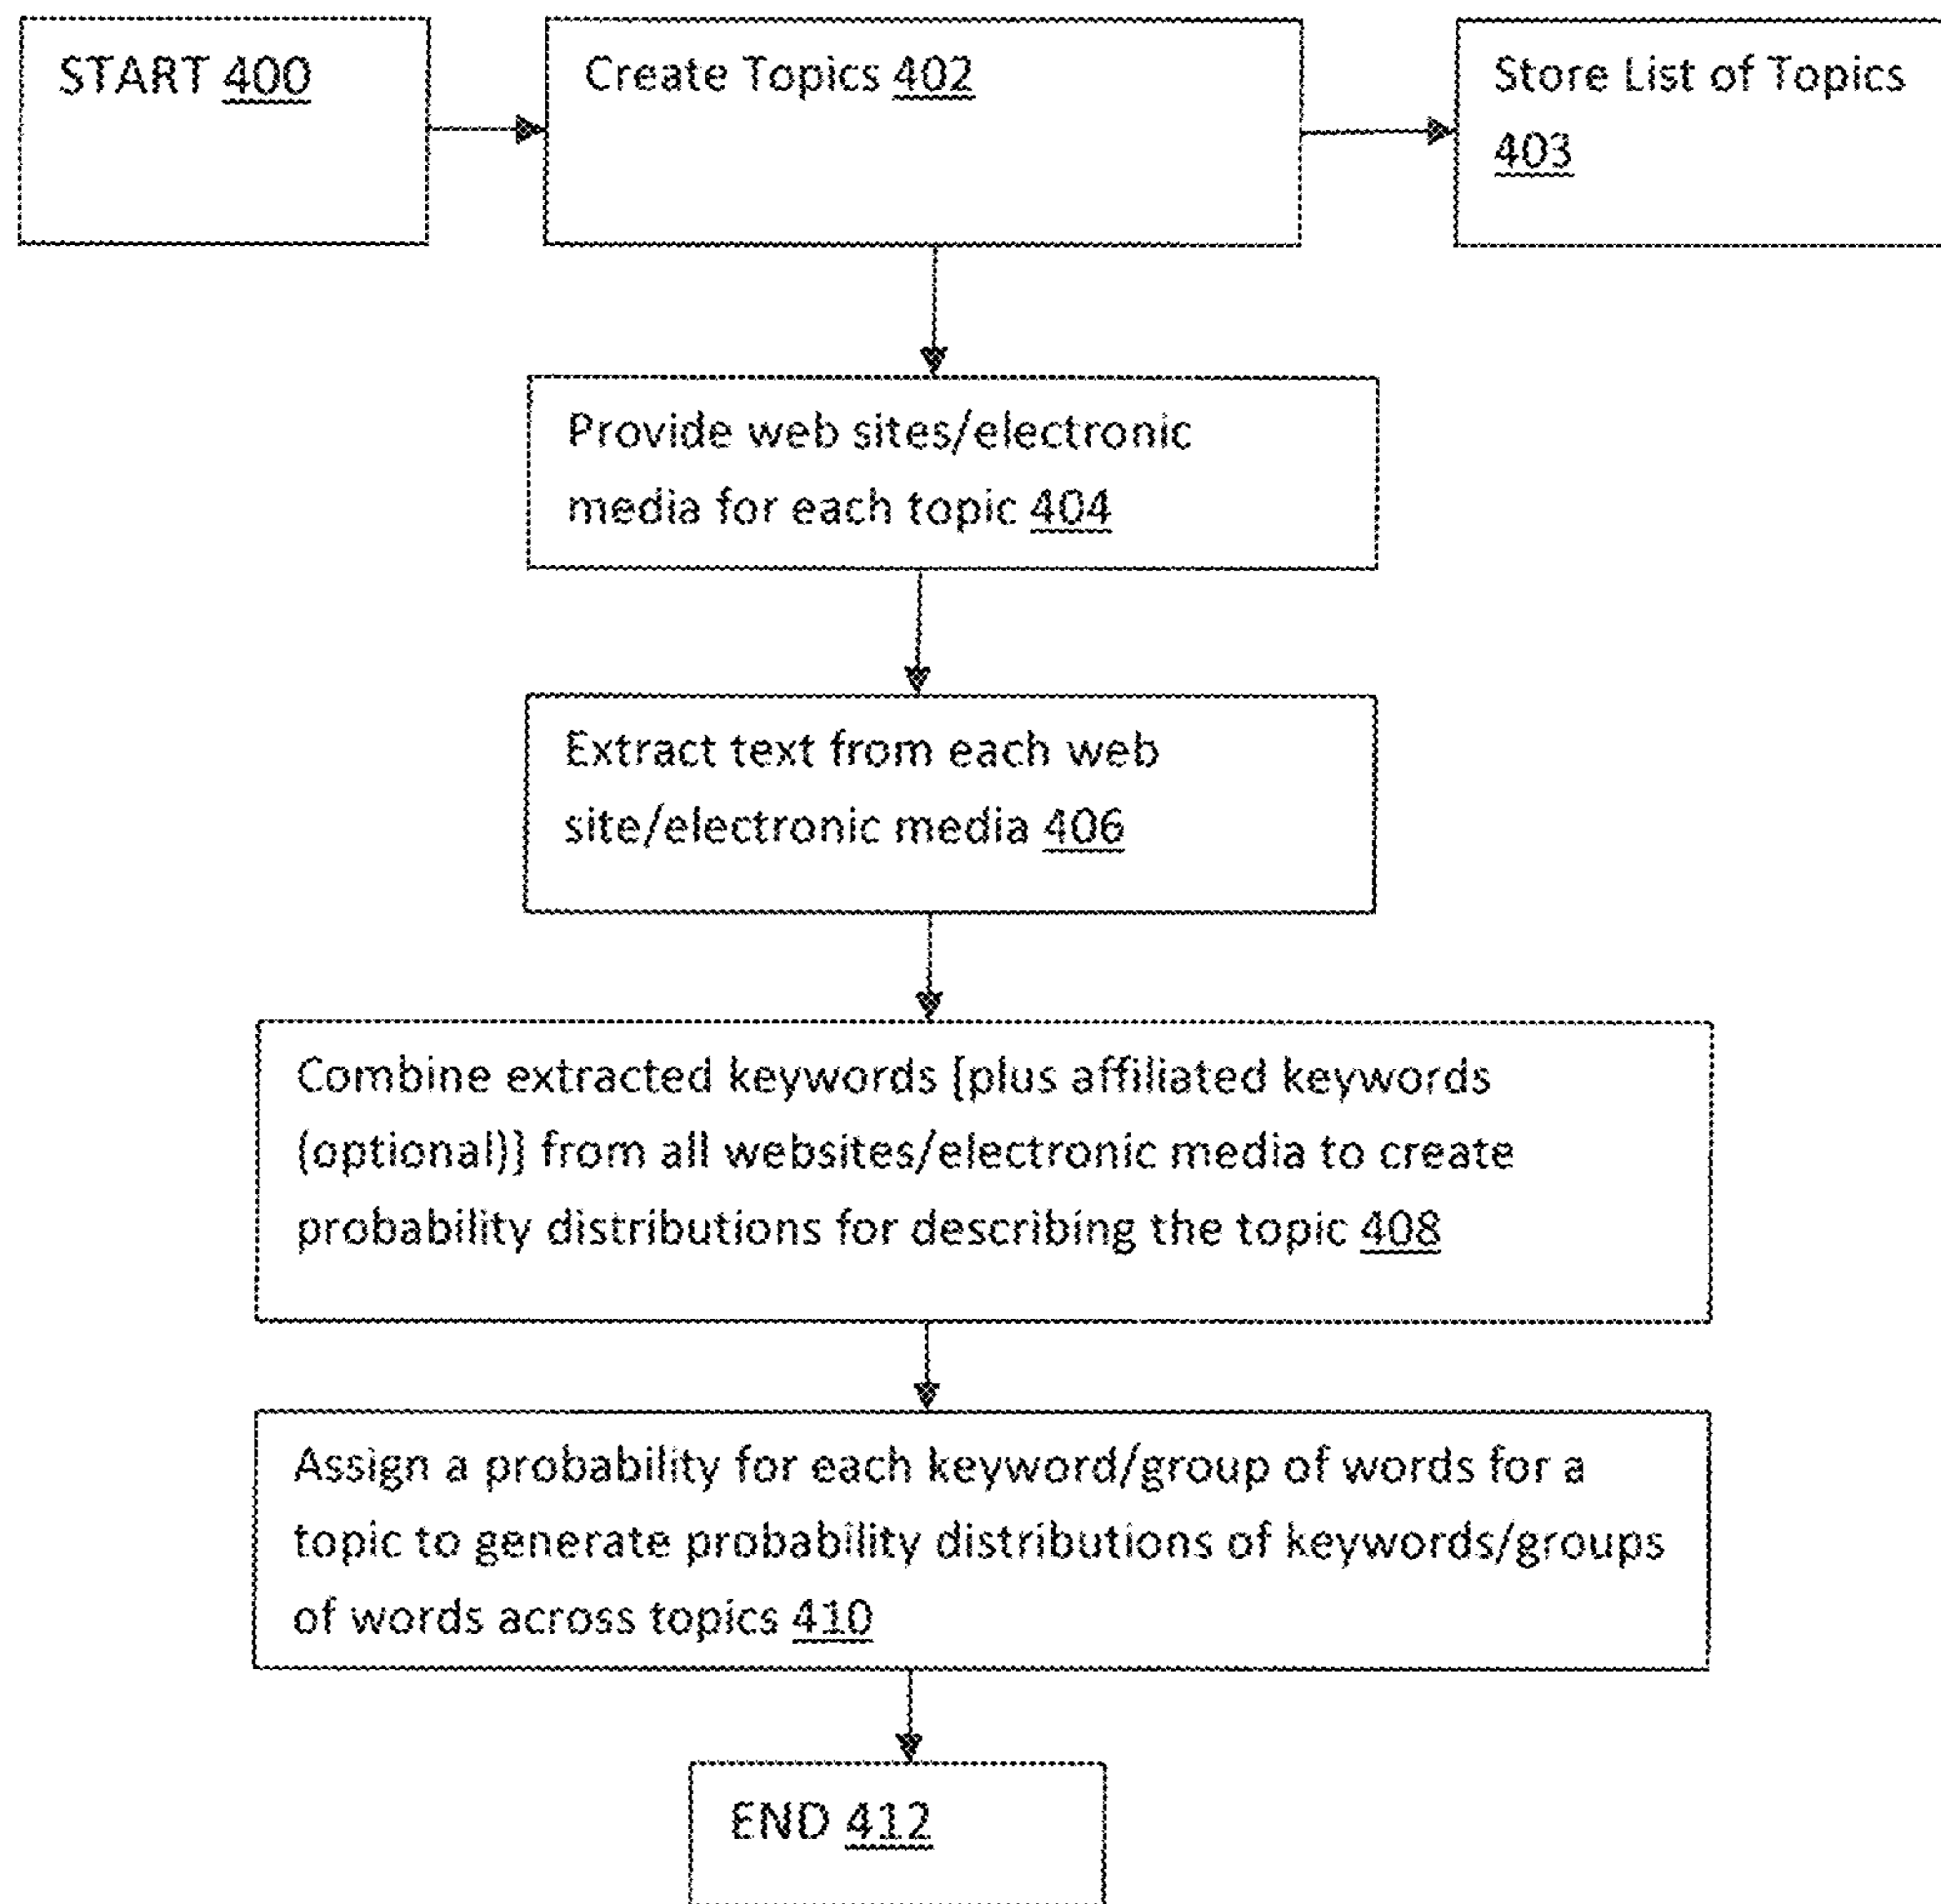 START 400
Create Topics 402
Store List of Topics
403
Provide web sites/electronic
media for each topic 404
Extract text from each web
site/electronic media 406
Combine extracted keywords [plus affiliated keywords
(optional)] from all websites/electronic media to create
probability distributions for describing the topic 408
Assign a probability for each keyword/group of words for a
topic to generate probability distributions of keywords/groups
of words across topics 410
END 412